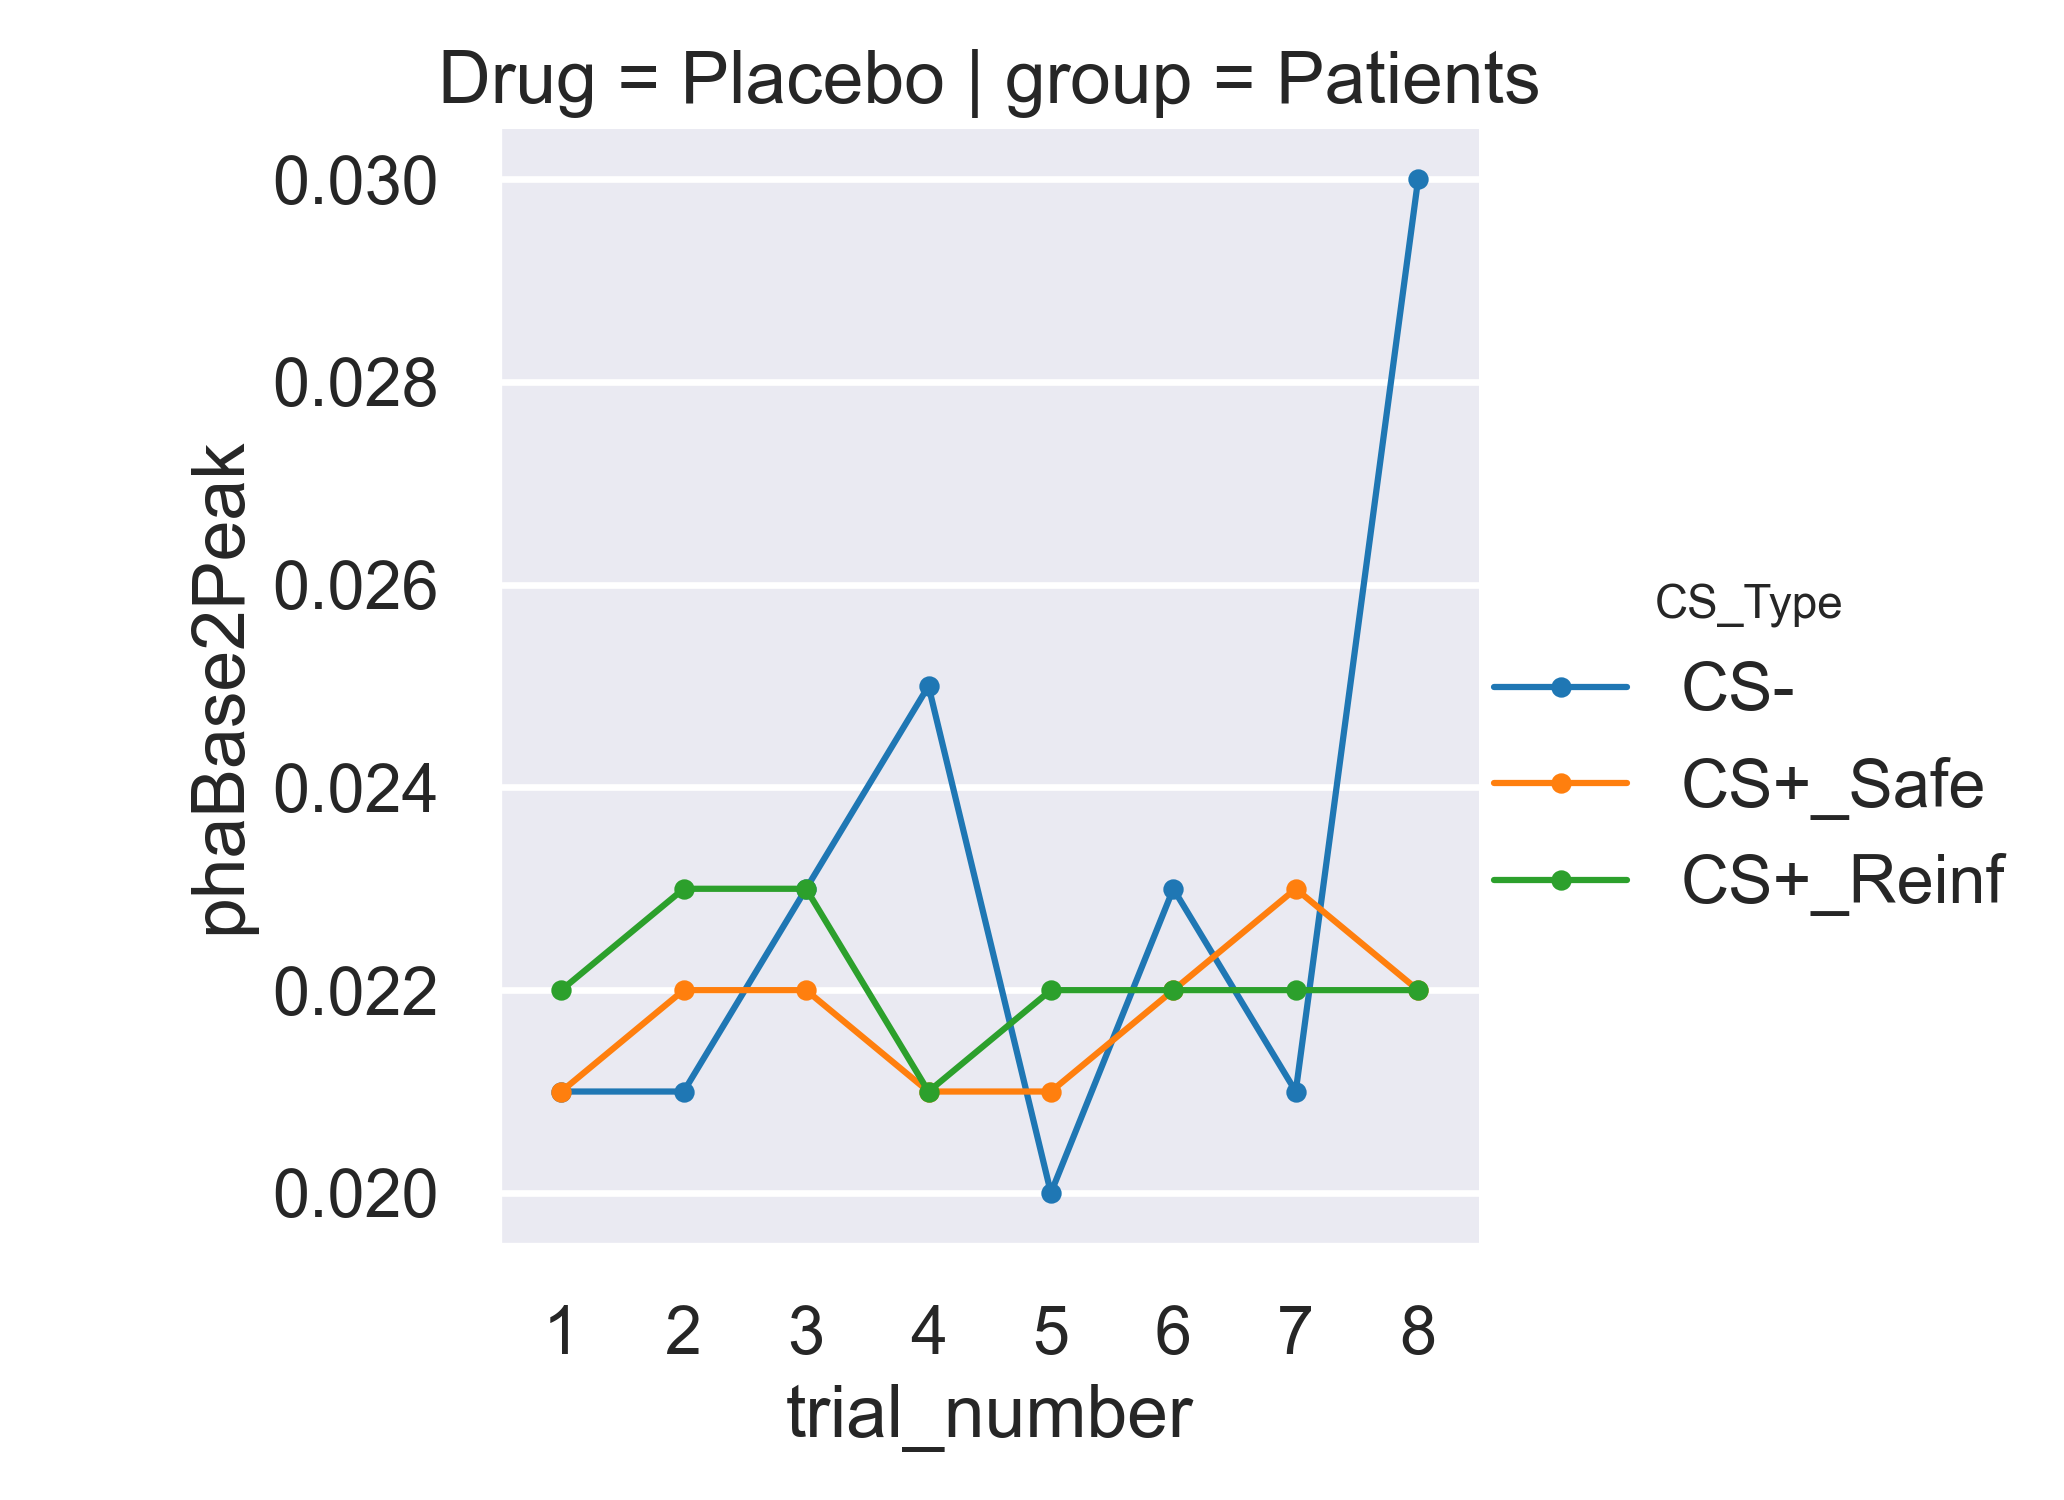 Drug = Placebo | group = Patients
0.030
0.028
0.026
0.024
0.022
0.020
phaBase2Peak
1 2 3 4 5 6 7 8
trial_number
CS_Type
CS-
CS+_Safe
CS+_Reinf